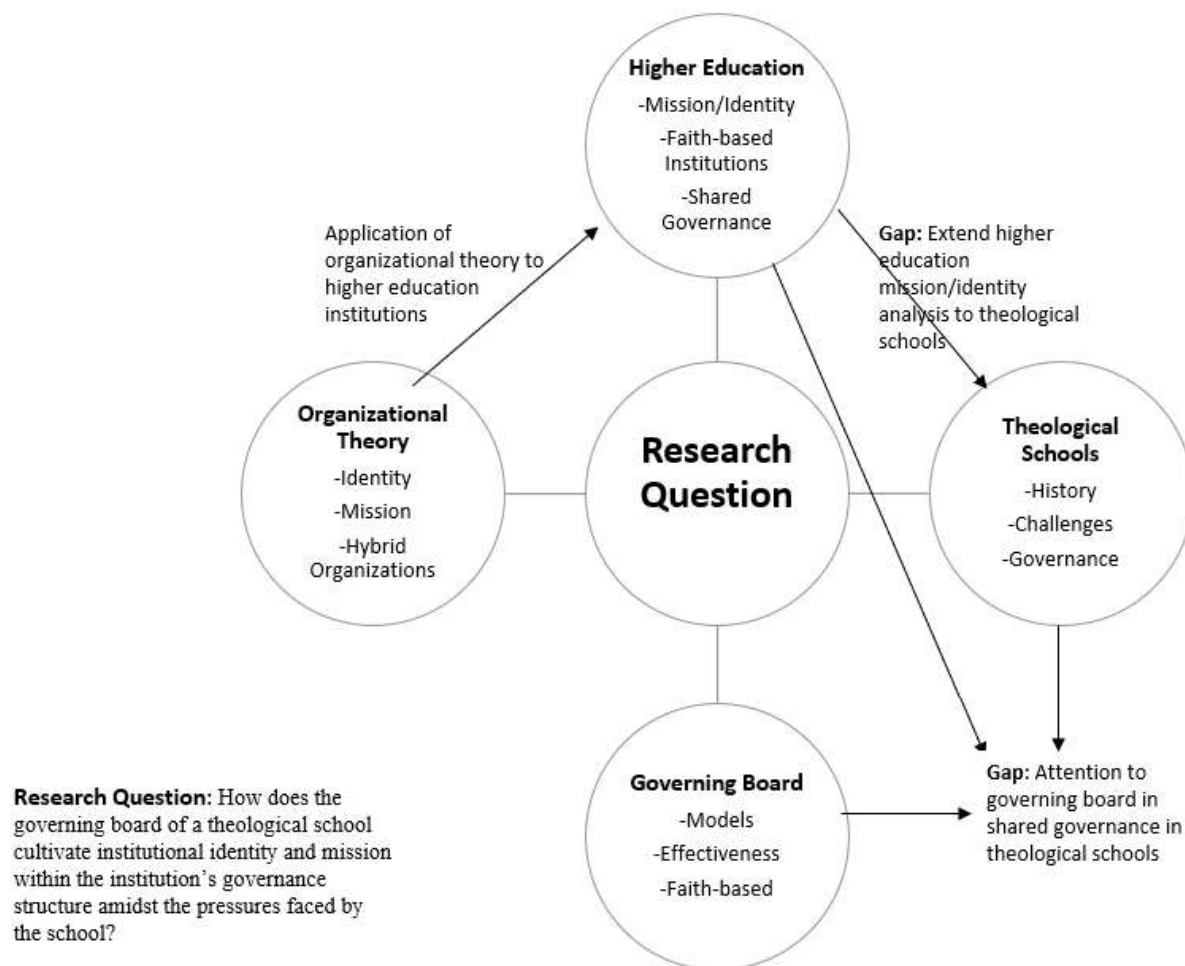 Higher Education
-Mission/Identity
-Faith-based
Institutions
-Shared
Governance
Application of
organizational theory to
higher education
institutions
Gap: Extend higher
education
mission/identity
analysis to theological
schools
Organizational
Theory
-Identity
-Mission
-Hybrid
Organizations
Research
Question
Theological
Schools
-History
-Challenges
-Governance
Governing Board
-Models
-Effectiveness
-Faith-based
Gap: Attention to
governing board in
shared governance in
theological schools
Research Question: How does the
governing board of a theological school
cultivate institutional identity and mission
within the institution’s governance
structure amidst the pressures faced by
the school?